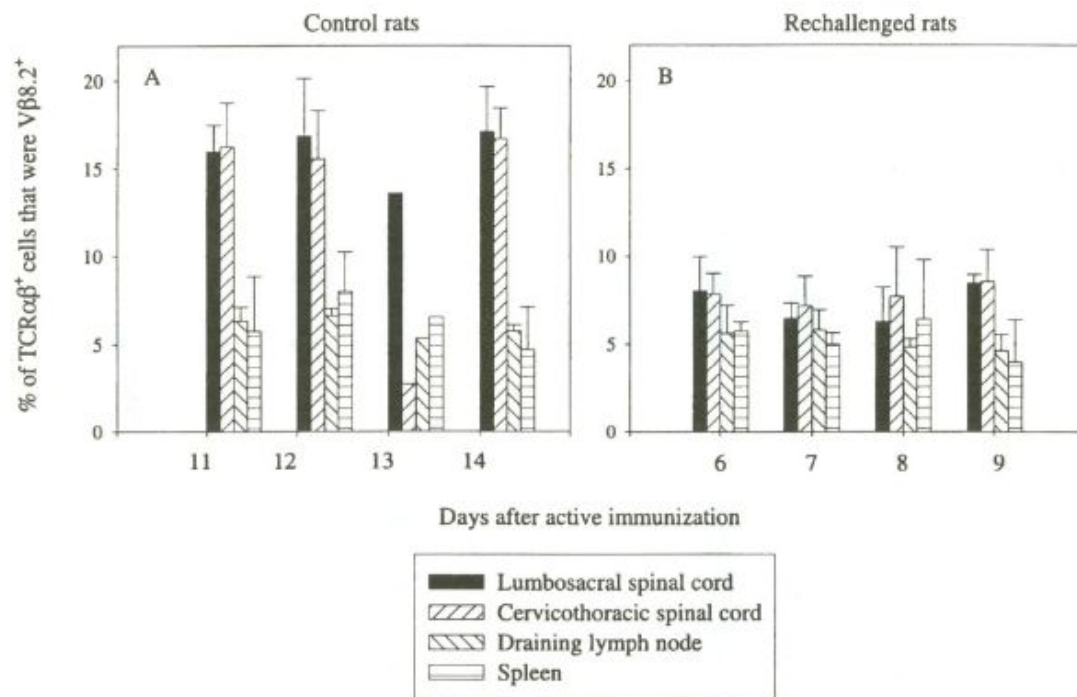 Control rats
Rechallenged rats
% of TCRαβ⁺ cells that were Vβ8.2⁺
A
B
20
15
10
5
0
20
15
10
5
0
11 12 13 14
6 7 8 9
Days after active immunization
Lumbosacral spinal cord
Cervicothoracic spinal cord
Draining lymph node
Spleen